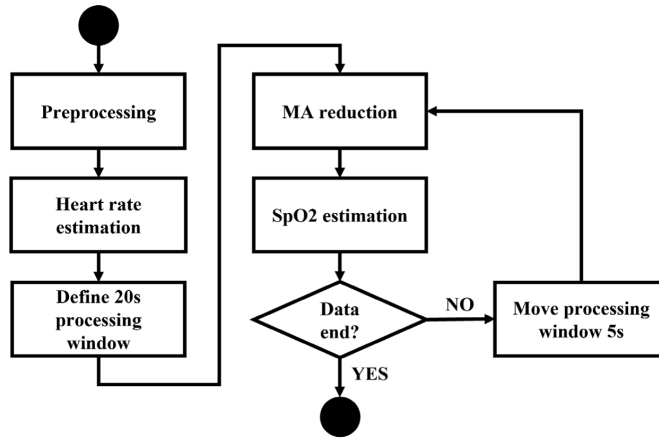 Preprocessing
Heart rate
estimation
Define 20s
processing
window
MA reduction
SpO2 estimation
Data
end?
NO
YES
Move processing
window 5s